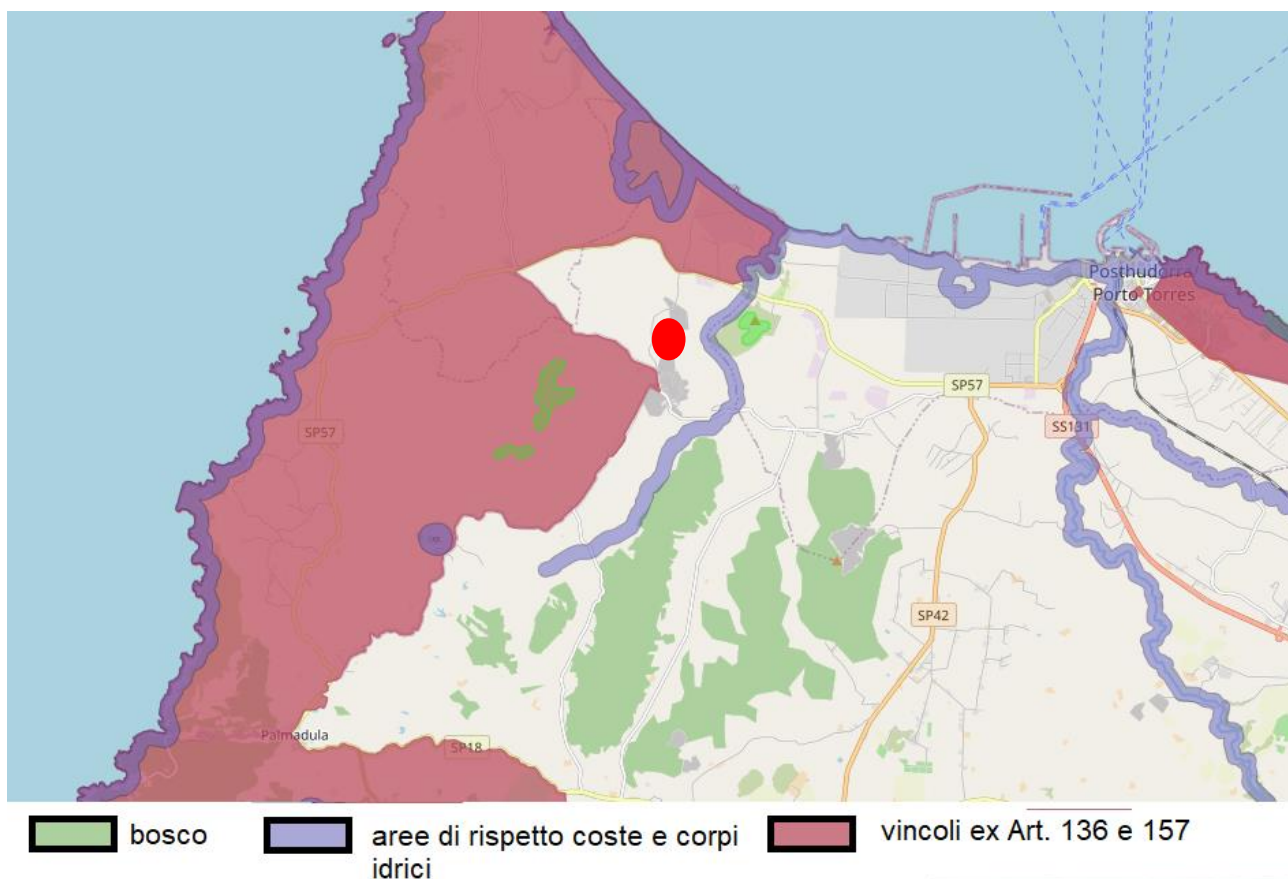 Posthudorra
Porto Torres
SP57
SS131
SP57
SP42
Palmadula
SP18
bosco
aree di rispetto coste e corpi
idrici
vincoli ex Art. 136 e 157